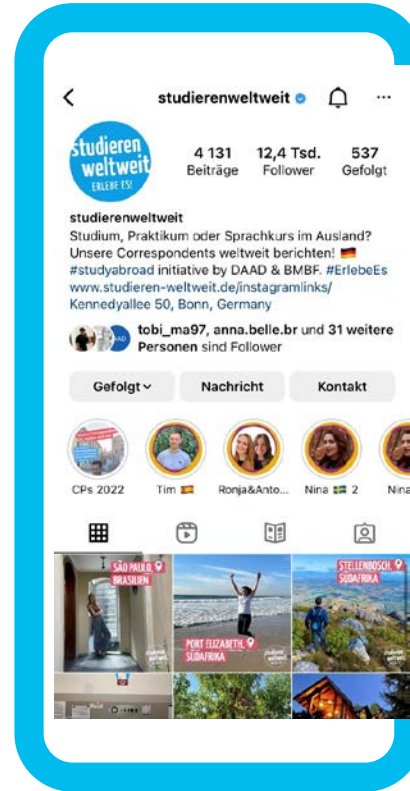 studierenweltweit
studieren
weltweit
ERLEBE ES!
4 131
Beiträge
12,4 Tsd.
Follower
537
Gefolgt
studierenweltweit
Studium, Praktikum oder Sprachkurs im Ausland?
Unsere Correspondents weltweit berichten!
#studyabroad initiative by DAAD & BMBF. #ErlebeEs
www.studieren-weltweit.de/instagramlinks/
Kennedyallee 50, Bonn, Germany
tobi_ma97, anna.belle.br und 31 weitere
Personen sind Follower
Gefolgt
Nachricht
Kontakt
CPs 2022
Tim
Ronja&Anto...
Nina 2
Nina
SÃO PAULO,
BRASILIEN
PORT ELIZABETH,
SÜDAFRIKA
STELLENBOSCH,
SÜDAFRIKA